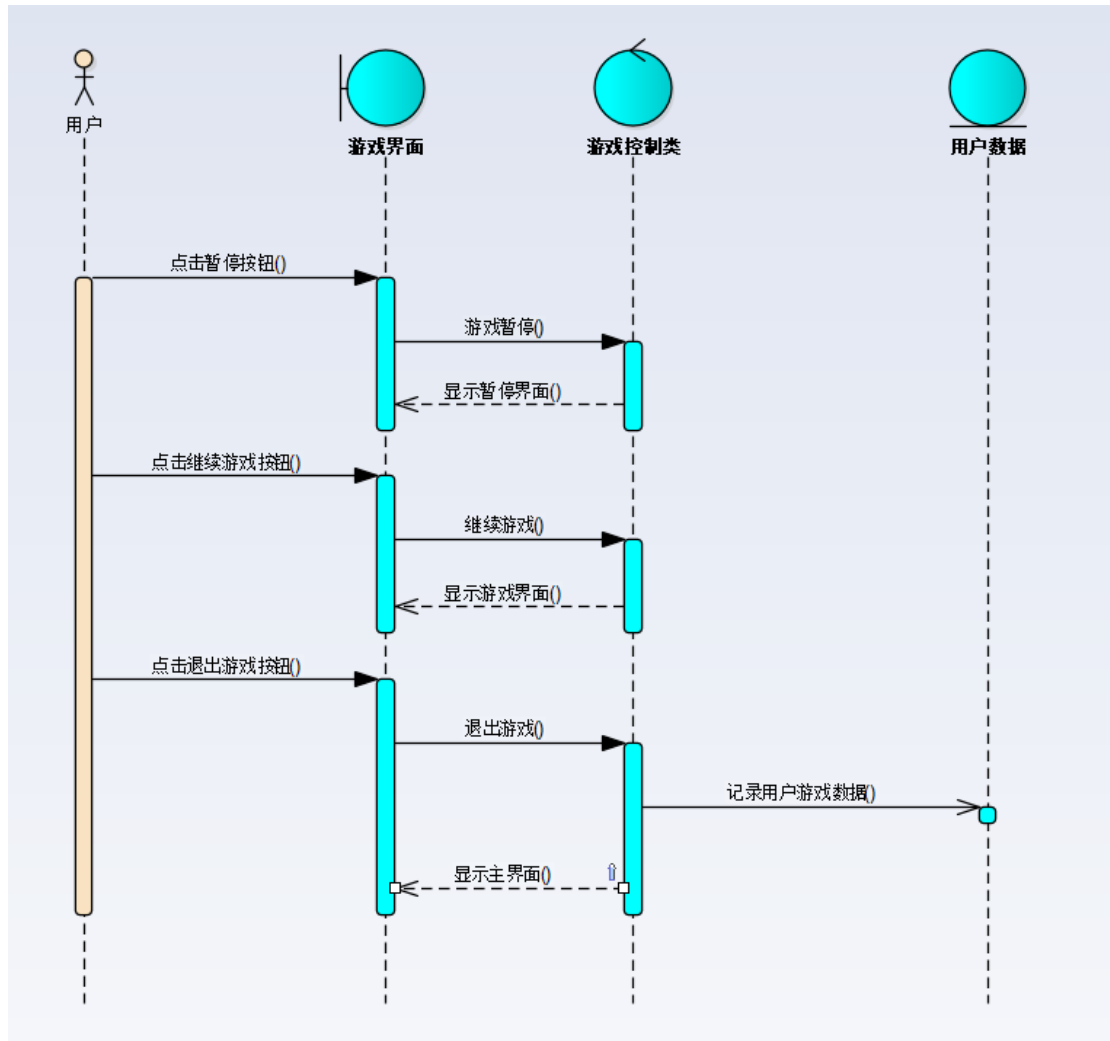 用户
游戏界面
游戏控制类
用户数据
点击暂停按钮()
游戏暂停()
显示暂停界面()
点击继续游戏按钮()
继续游戏()
显示游戏界面()
点击退出游戏按钮()
退出游戏()
记录用户游戏数据()
显示主界面()